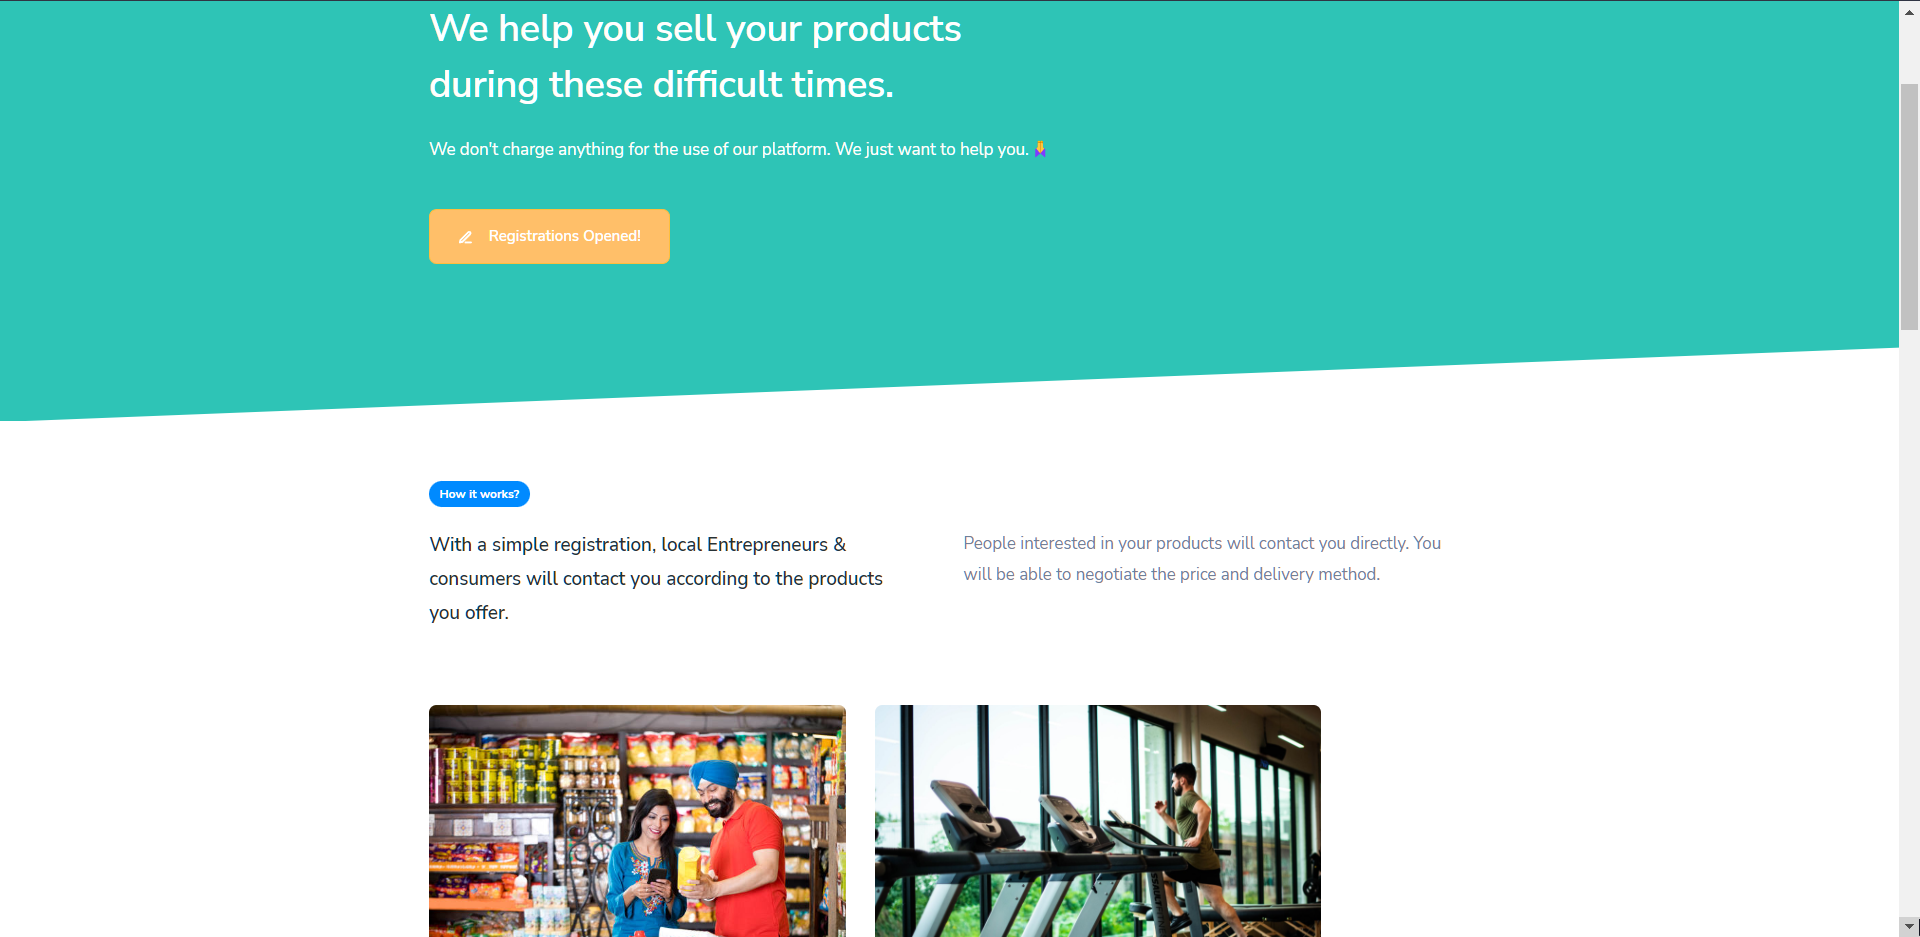 We help you sell your products
during these difficult times.
We don't charge anything for the use of our platform. We just want to help you. 🙏
Registrations Opened!
How it works?
With a simple registration, local Entrepreneurs &
consumers will contact you according to the products
you offer.
People interested in your products will contact you directly. You
will be able to negotiate the price and delivery method.